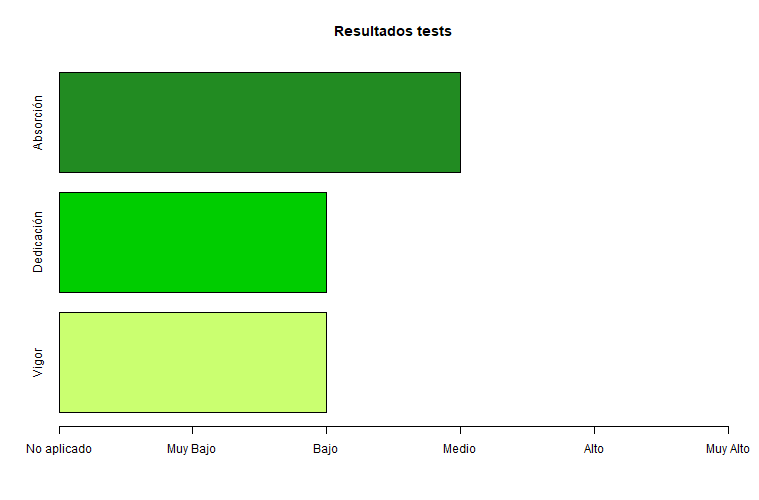 Resultados tests
Absorción
Dedicación
Vigor
No aplicado
Muy Bajo
Bajo
Medio
Alto
Muy Alto